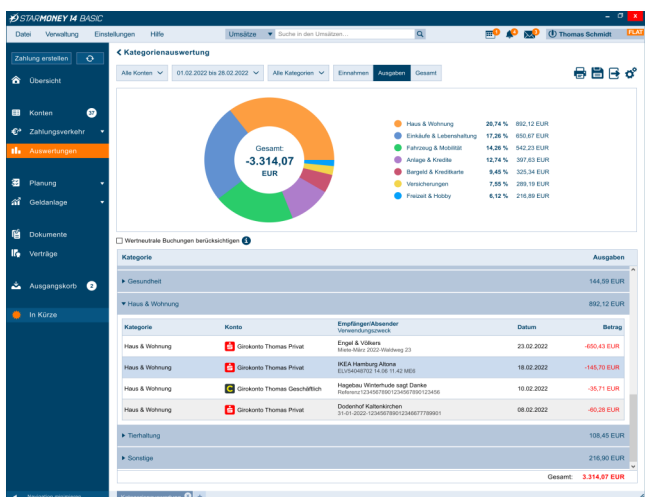 STARMONEY 14 BASIC
Datei Verwaltung Einstellungen Hilfe Umsätze Suche in den Umsätzen... Thomas Schmidt FLAT
Kategorienauswertung
Zahlung erstellen
Alle Konten 01.02.2022 bis 28.02.2022 Alle Kategorien Einnahmen Ausgaben Gesamt
Übersicht
Konten 37
Zahlungsverkehr
Auswertungen
Planung
Geldanlage
Dokumente
Verträge
Ausgangskorb 2
In Kürze
Gesamt:
-3.314,07
EUR
Haus & Wohnung 20,74 % 892,12 EUR
Einkäufe & Lebenshaltung 17,26 % 650,67 EUR
Fahrzeug & Mobilität 14,26 % 542,23 EUR
Anlage & Kredite 12,74 % 397,63 EUR
Bargeld & Kreditkarte 9,45 % 325,34 EUR
Versicherungen 7,55 % 289,19 EUR
Freizeit & Hobby 6,12 % 216,89 EUR
Wertneutrale Buchungen berücksichtigen
Kategorie Ausgaben
Gesundheit 144,59 EUR
Haus & Wohnung 892,12 EUR
Kategorie Konto Empfänger/Absender Datum Betrag
Verwendungszweck
Haus & Wohnung Girokonto Thomas Privat Engel & Völkers 23.02.2022 -650,43 EUR
Miete-März 2022-Waldweg 23
Haus & Wohnung Girokonto Thomas Privat IKEA Hamburg Altona 18.02.2022 -145,70 EUR
ELV54048702 14.06 11.42 ME6
Haus & Wohnung Girokonto Thomas Geschäftlich Hagebau Winterhude sagt Danke 10.02.2022 -35,71 EUR
Haus & Wohnung Girokonto Thomas Privat Dodenhof Kaltenkirchen 08.02.2022 -60,28 EUR
Tierhaltung 108,45 EUR
Sonstige 216,90 EUR
Gesamt: 3.314,07 EUR